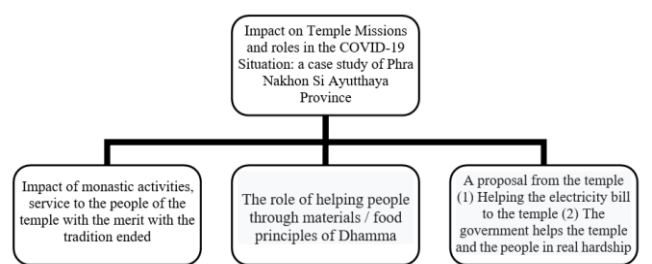 Impact on Temple Missions
and roles in the COVID-19
Situation: a case study of Phra
Nakhon Si Ayutthaya
Province
Impact of monastic activities,
service to the people of the
temple with the merit with the
tradition ended
The role of helping people
through materials / food
principles of Dhamma
A proposal from the temple
(1) Helping the electricity bill
to the temple (2) The
government helps the temple
and the people in real hardship